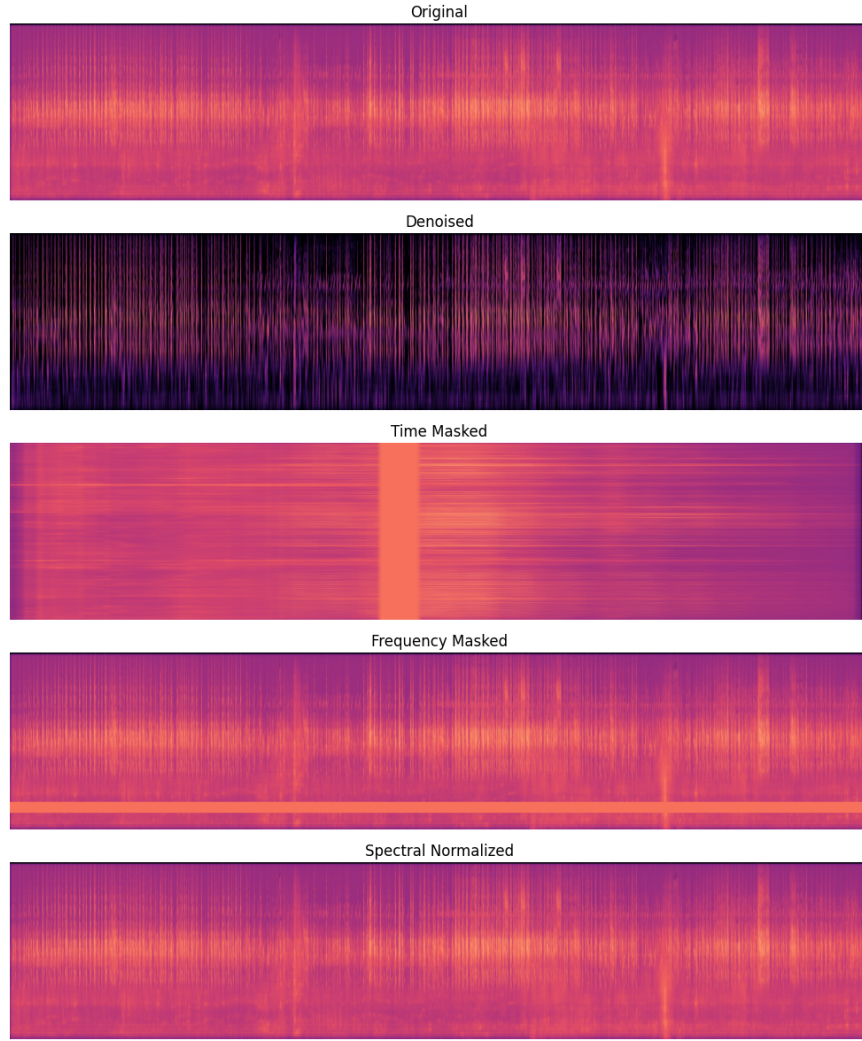 Original
Denoised
Time Masked
Frequency Masked
Spectral Normalized